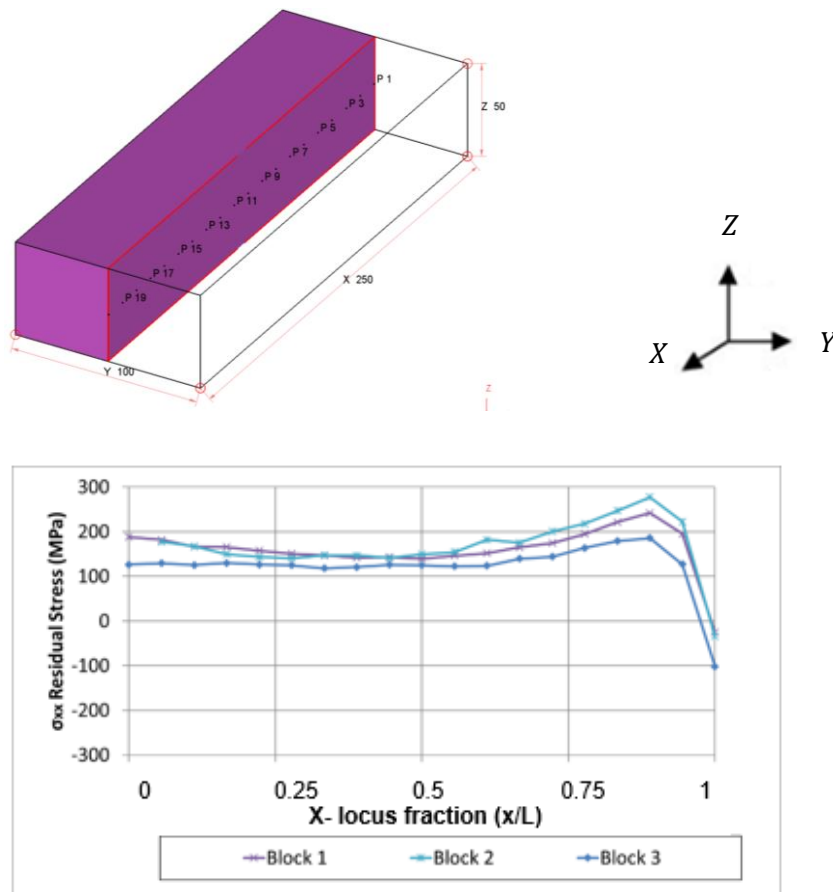 P 1
P 3
Z 50
P 5
P 7
P 9
P 11
P 13
P 15
P 17
P 19
X 250
Y 100
z
Z
X
Y
σxx Residual Stress (MPa)
300
200
100
0
-100
-200
-300
0 0.25 0.5 0.75 1
X- locus fraction (x/L)
Block 1 Block 2 Block 3